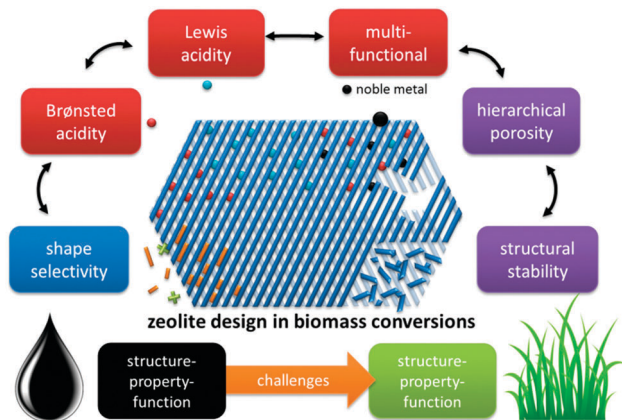 Lewis
acidity
multi-
functional
noble metal
Brønsted
acidity
hierarchical
porosity
shape
selectivity
structural
stability
zeolite design in biomass conversions
structure-
property-
function
challenges
structure-
property-
function